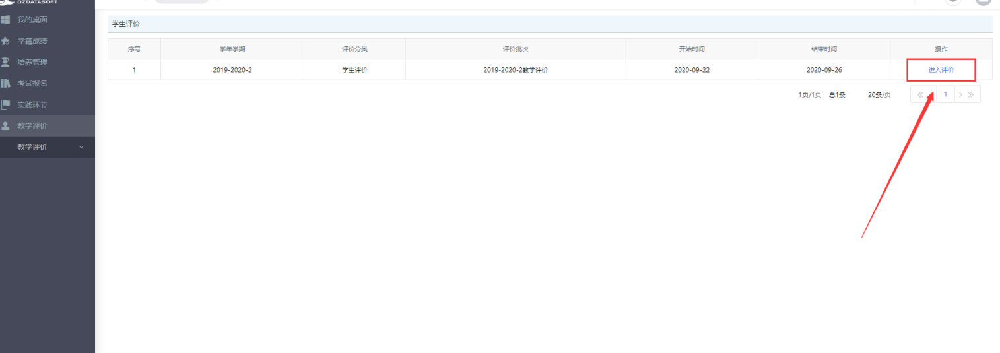 QZDATASOFT
我的桌面
学籍成绩
培养管理
考试报名
实践环节
教学评价
教学评价
学生评价
序号 学年学期 评价分类 评价批次 开始时间 结束时间 操作
1 2019-2020-2 学生评价 2019-2020-2教学评价 2020-09-22 2020-09-26 进入评价
1页/1页 总1条 20条/页 1